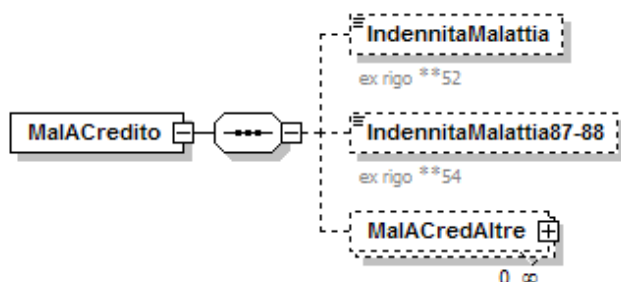 IndennitaMalattia
ex rigo **52
MalACredito
IndennitaMalattia87-88
ex rigo **54
MalACredAltre
0..∞